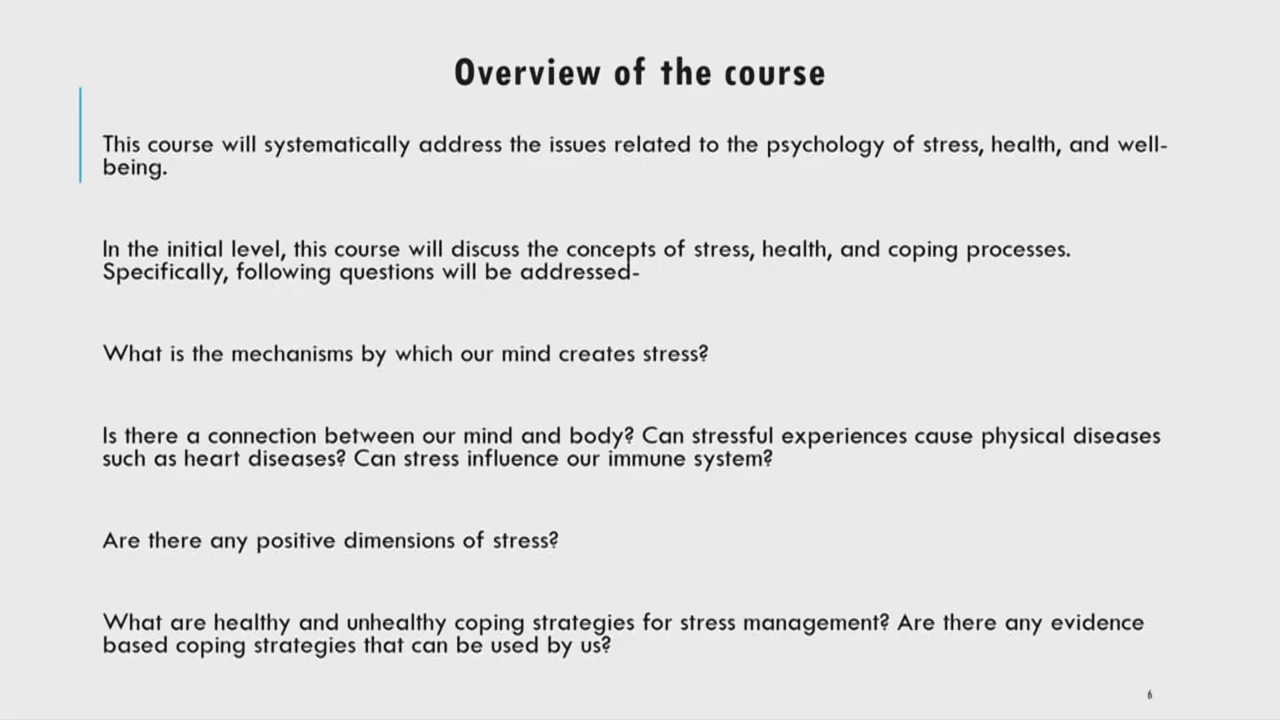 Overview of the course
This course will systematically address the issues related to the psychology of stress, health, and well-
being.
In the initial level, this course will discuss the concepts of stress, health, and coping processes.
Specifically, following questions will be addressed-
What is the mechanisms by which our mind creates stress?
Is there a connection between our mind and body? Can stressful experiences cause physical diseases
such as heart diseases? Can stress influence our immune system?
Are there any positive dimensions of stress?
What are healthy and unhealthy coping strategies for stress management? Are there any evidence
based coping strategies that can be used by us?
6